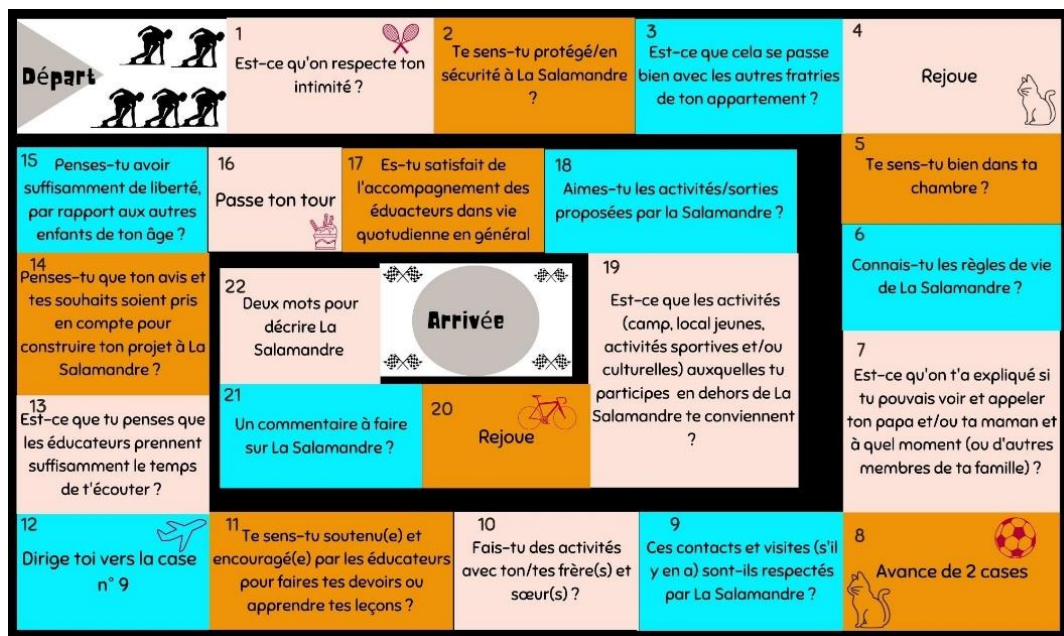 Départ
1
Est-ce qu'on respecte ton
intimité ?
2
Te sens-tu protégé/en
sécurité à La Salamandre
?
3
Est-ce que cela se passe
bien avec les autres fratries
de ton appartement ?
4
Rejoue
5
Te sens-tu bien dans ta
chambre ?
6
Connais-tu les règles de vie
de La Salamandre ?
7
Est-ce qu'on t'a expliqué si
tu pouvais voir et appeler
ton papa et/ou ta maman et
à quel moment (ou d'autres
membres de ta famille) ?
8
Avance de 2 cases
9
Ces contacts et visites (s'il
y en a) sont-ils respectés
par La Salamandre ?
10
Fais-tu des activités
avec ton/tes frère(s) et
sœur(s) ?
11
Te sens-tu soutenu(e) et
encouragé(e) par les éducateurs
pour faires tes devoirs ou
apprendre tes leçons ?
12
Dirige toi vers la case
n° 9
13
Est-ce que tu penses que
les éducateurs prennent
suffisamment le temps
de t'écouter ?
14
Penses-tu que ton avis et
tes souhaits soient pris
en compte pour
construire ton projet à La
Salamandre ?
15
Penses-tu avoir
suffisamment de liberté,
par rapport aux autres
enfants de ton âge ?
16
Passe ton tour
17
Es-tu satisfait de
l'accompagnement des
éduacteurs dans vie
quotudienne en général
18
Aimes-tu les activités/sorties
proposées par la Salamandre ?
19
Est-ce que les activités
(camp, local jeunes,
activités sportives et/ou
culturelles) auxquelles tu
participes en dehors de La
Salamandre te conviennent
?
20
Rejoue
21
Un commentaire à faire
sur La Salamandre ?
22
Deux mots pour
décrire La
Salamandre
Arrivée